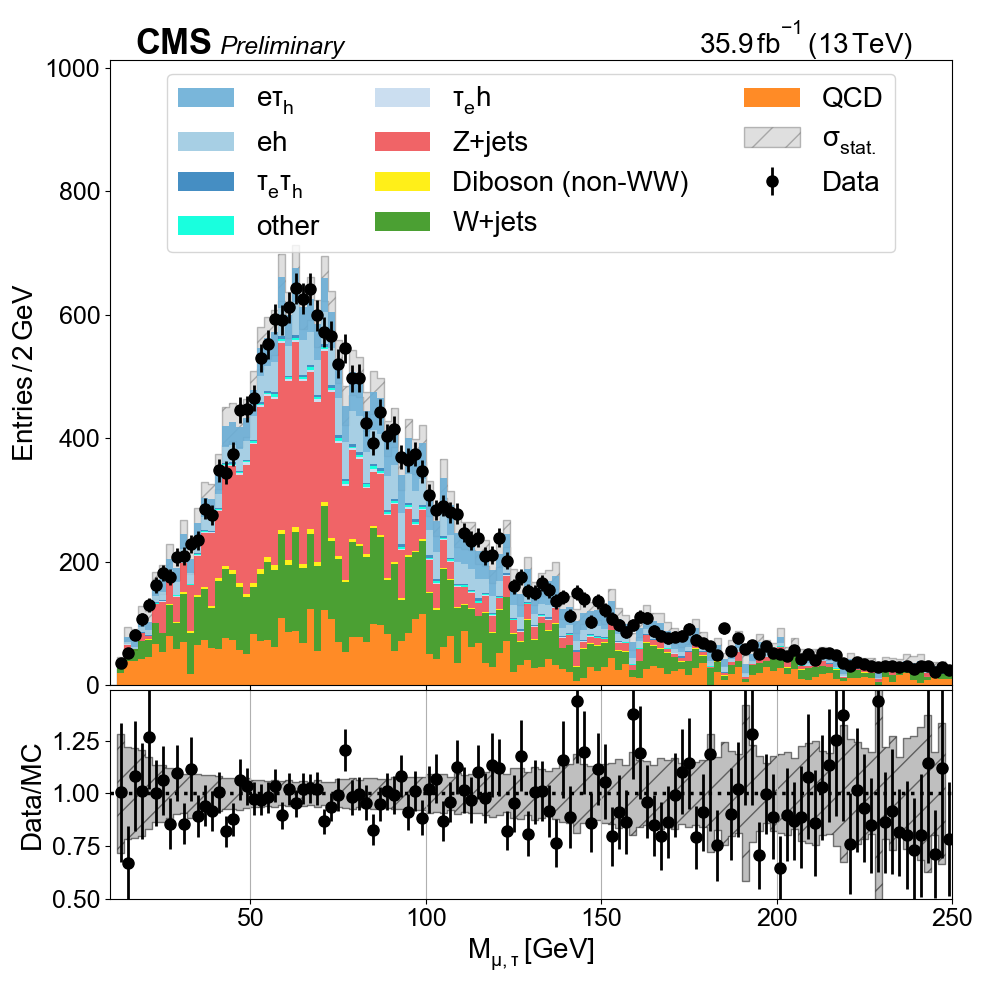 CMS Preliminary 35.9 fb⁻¹ (13 TeV)
eτₕ τₑh QCD
eh Z+jets σstat.
τₑτₕ Diboson (non-WW) Data
other W+jets
Entries / 2 GeV
1000
800
600
400
200
0
Data/MC
1.25
1.00
0.75
0.50
50 100 150 200 250
Mμ, τ [GeV]